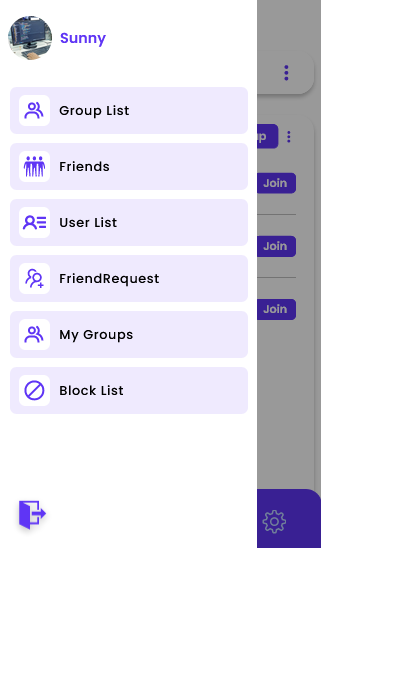 Sunny
Group List
Friends
User List
FriendRequest
My Groups
Block List
Join
Join
Join